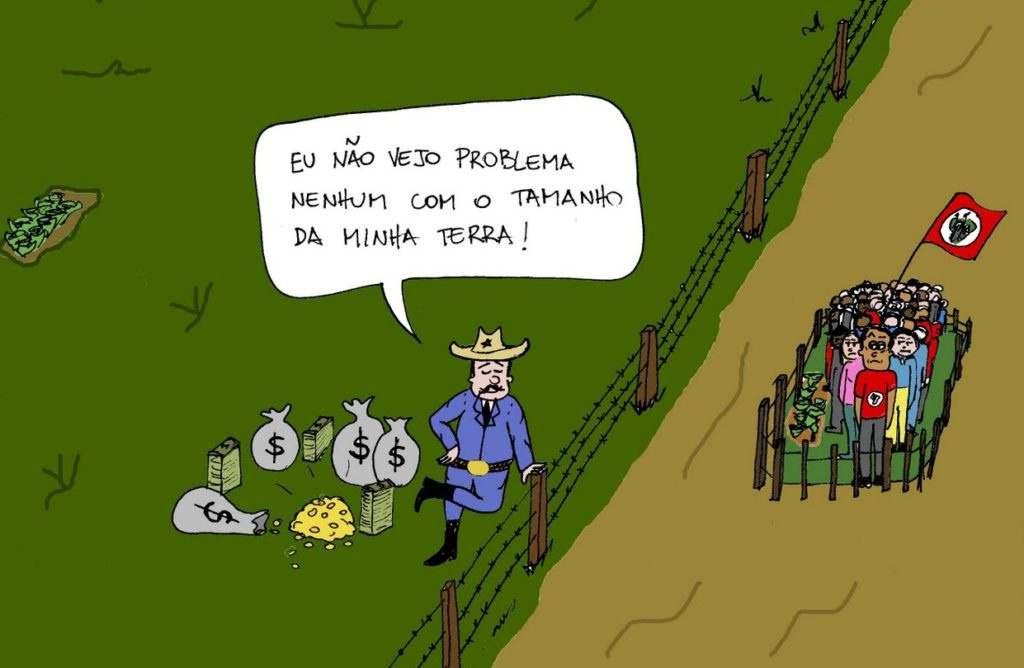 EU NÃO VEJO PROBLEMA
NENHUM COM O TAMANHO
DA MINHA TERRA!
$
$
$
$